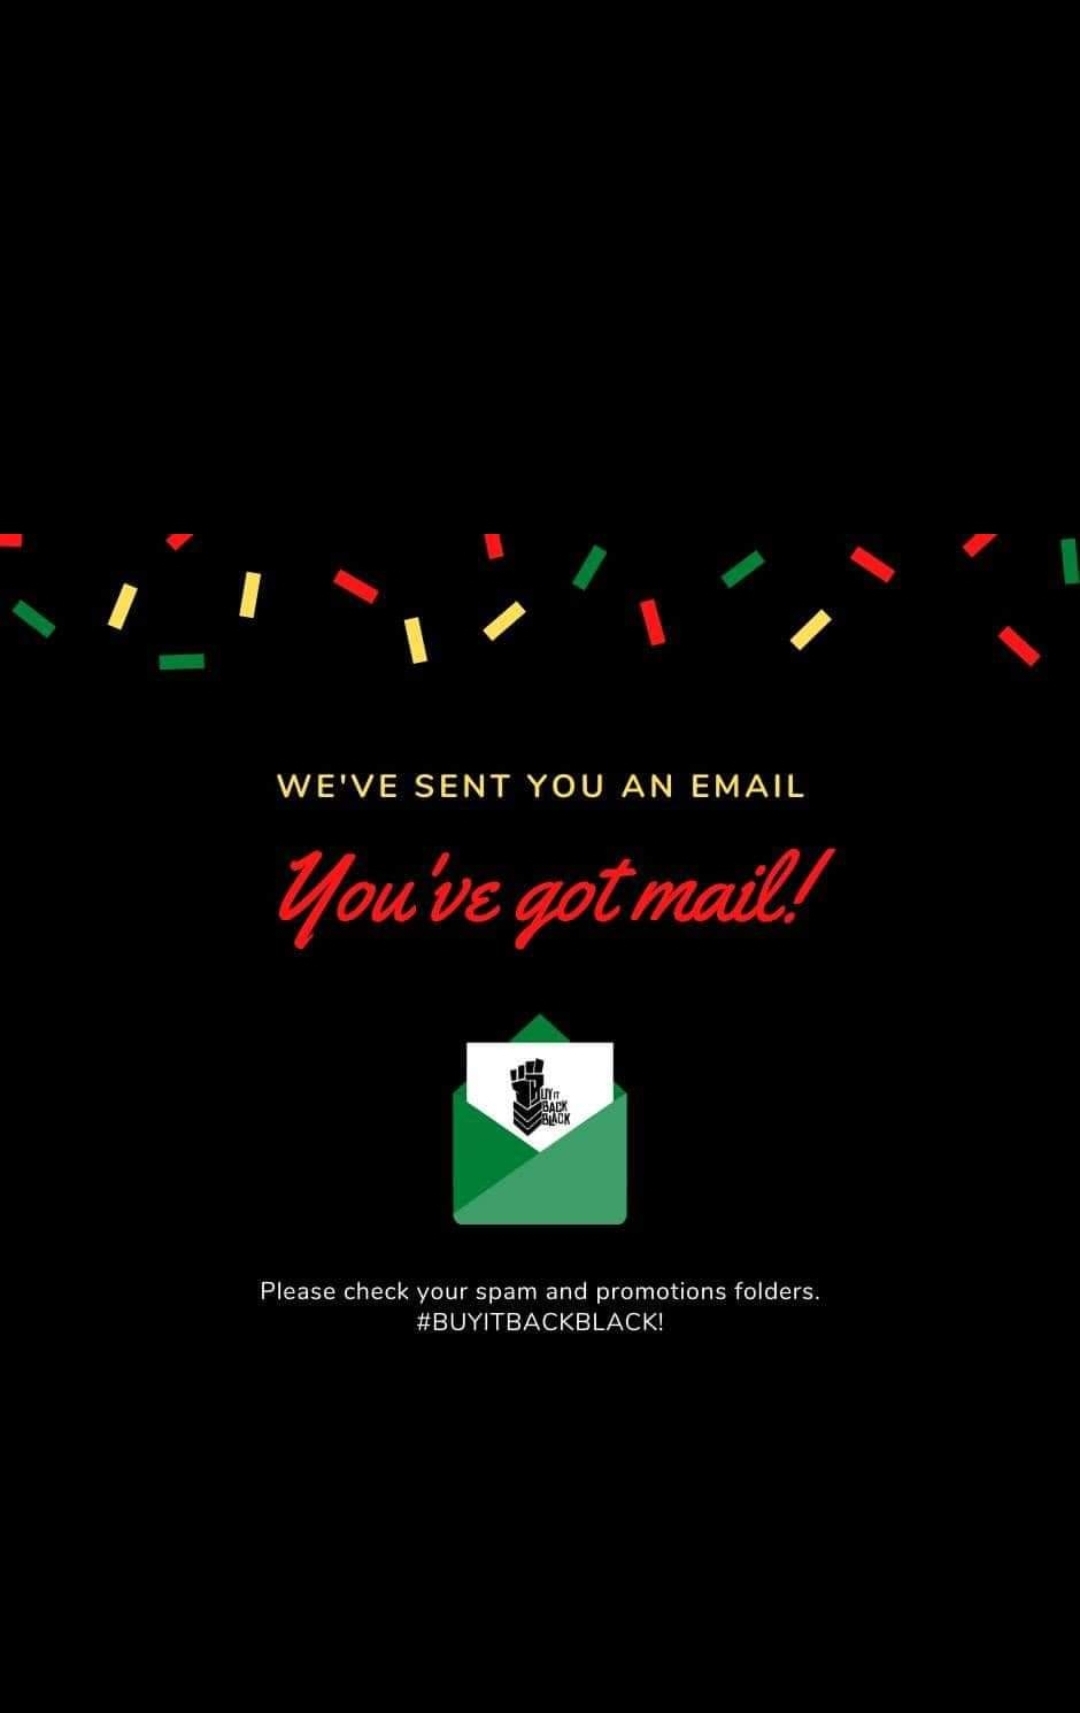 WE'VE SENT YOU AN EMAIL
You've got mail!
UY IT
BACK
BLACK
Please check your spam and promotions folders.
#BUYITBACKBLACK!